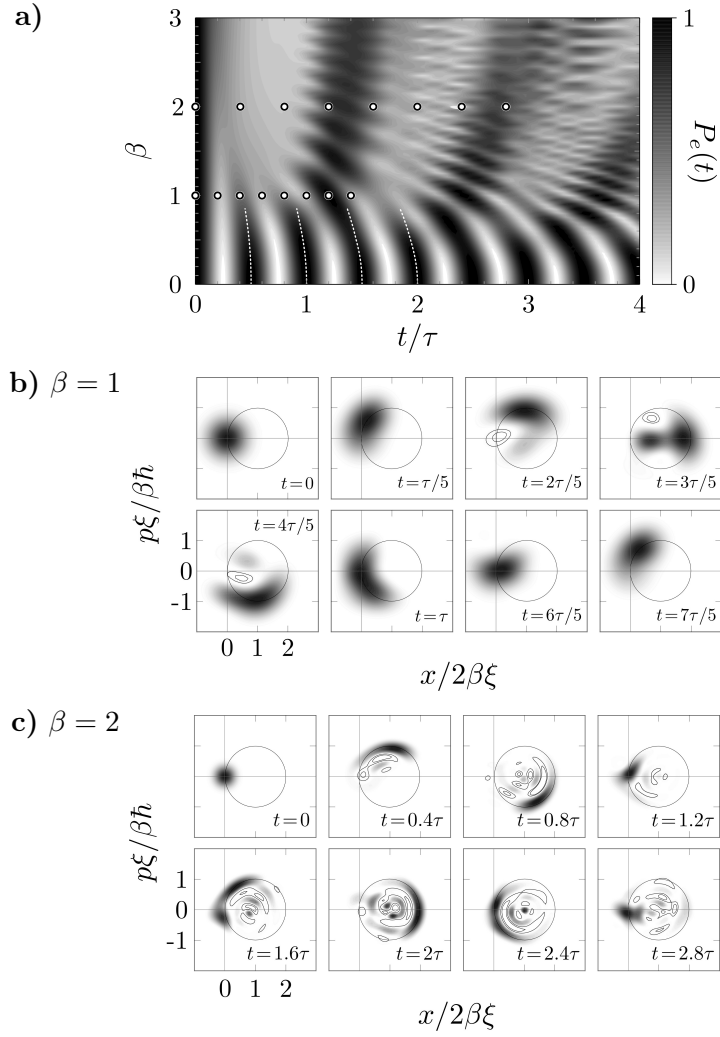 a)
3
2
1
0
β
0 1 2 3 4
t/τ
1
0
P_e(t)
b) β = 1
t=0 t=τ/5 t=2τ/5 t=3τ/5
t=4τ/5 t=τ t=6τ/5 t=7τ/5
pξ/βħ
1
0
-1
0 1 2
x/2βξ
c) β = 2
t=0 t=0.4τ t=0.8τ t=1.2τ
t=1.6τ t=2τ t=2.4τ t=2.8τ
pξ/βħ
1
0
-1
0 1 2
x/2βξ